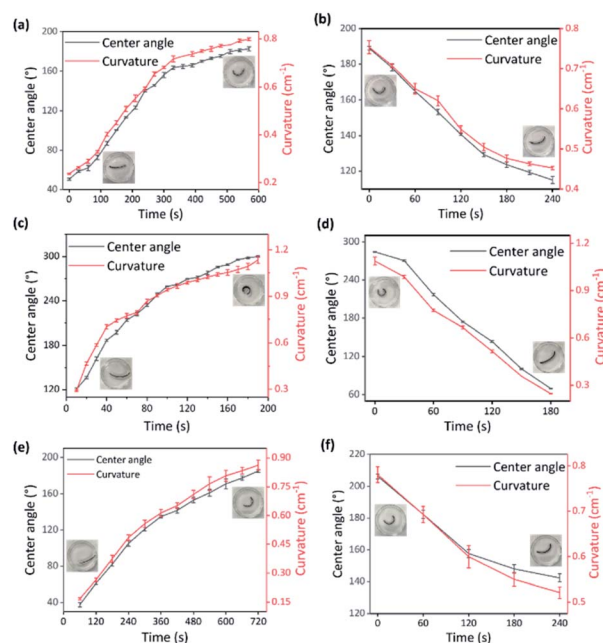 (a)
Center angle
Curvature
Center angle (°)
200
160
120
80
40
0.8
0.6
0.4
0.2
Curvature (cm⁻¹)
0 100 200 300 400 500 600
Time (s)
(b)
Center angle
Curvature
Center angle (°)
200
180
160
140
120
0.8
0.7
0.6
0.5
0.4
Curvature (cm⁻¹)
0 60 120 180 240
Time (s)
(c)
Center angle
Curvature
Center angle (°)
300
240
180
120
1.2
0.9
0.6
0.3
Curvature (cm⁻¹)
0 40 80 120 160 200
Time (s)
(d)
Center angle
Curvature
Center angle (°)
300
240
180
120
60
1.2
1.0
0.8
0.6
0.4
0.2
Curvature (cm⁻¹)
0 60 120 180
Time (s)
(e)
Center angle
Curvature
Center angle (°)
200
160
120
80
40
0.90
0.75
0.60
0.45
0.30
0.15
Curvature (cm⁻¹)
0 120 240 360 480 600 720
Time (s)
(f)
Center angle
Curvature
Center angle (°)
220
200
180
160
140
120
0.8
0.7
0.6
0.5
Curvature (cm⁻¹)
0 60 120 180 240
Time (s)